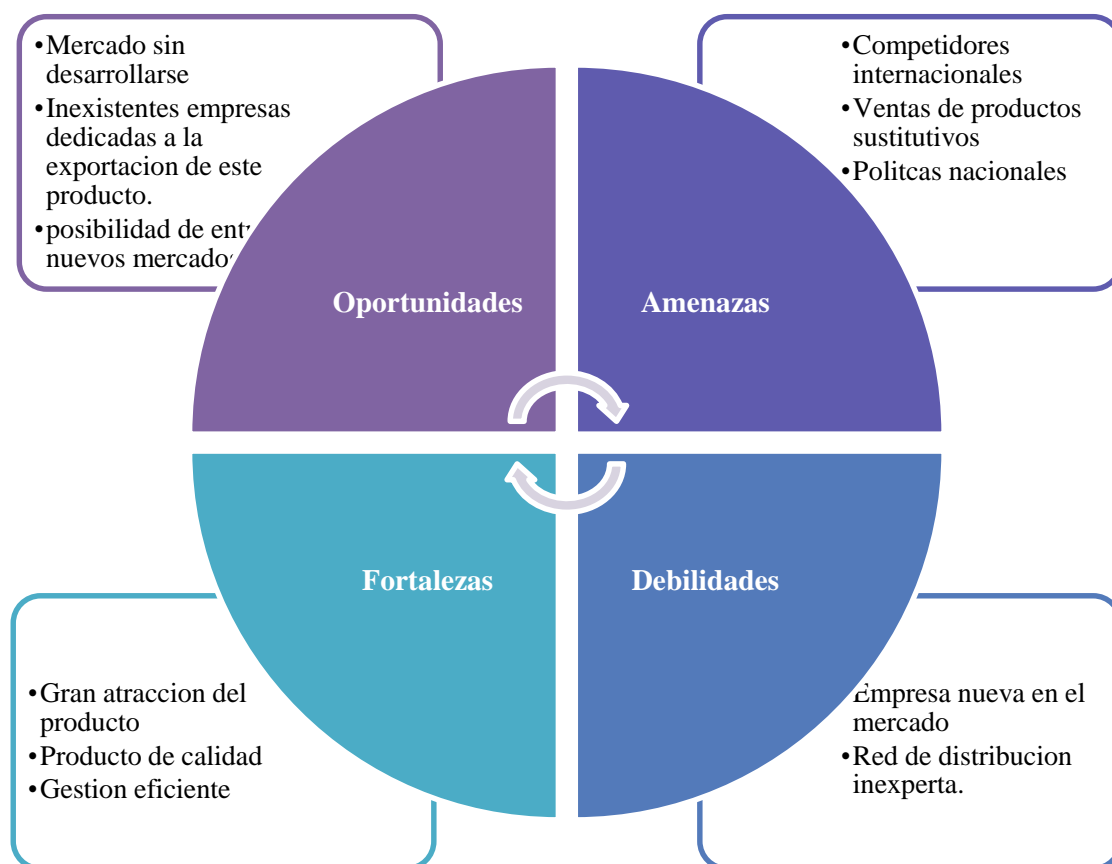 •Mercado sin
desarrollarse
•Inexistentes empresas
dedicadas a la
exportacion de este
producto.
•posibilidad de
nuevos mercados
•Competidores
internacionales
•Ventas de productos
sustitutivos
•Politcas nacionales
Oportunidades
Amenazas
Fortalezas
Debilidades
•Gran atraccion del
producto
•Producto de calidad
•Gestion eficiente
Empresa nueva en el
mercado
•Red de distribucion
inexperta.